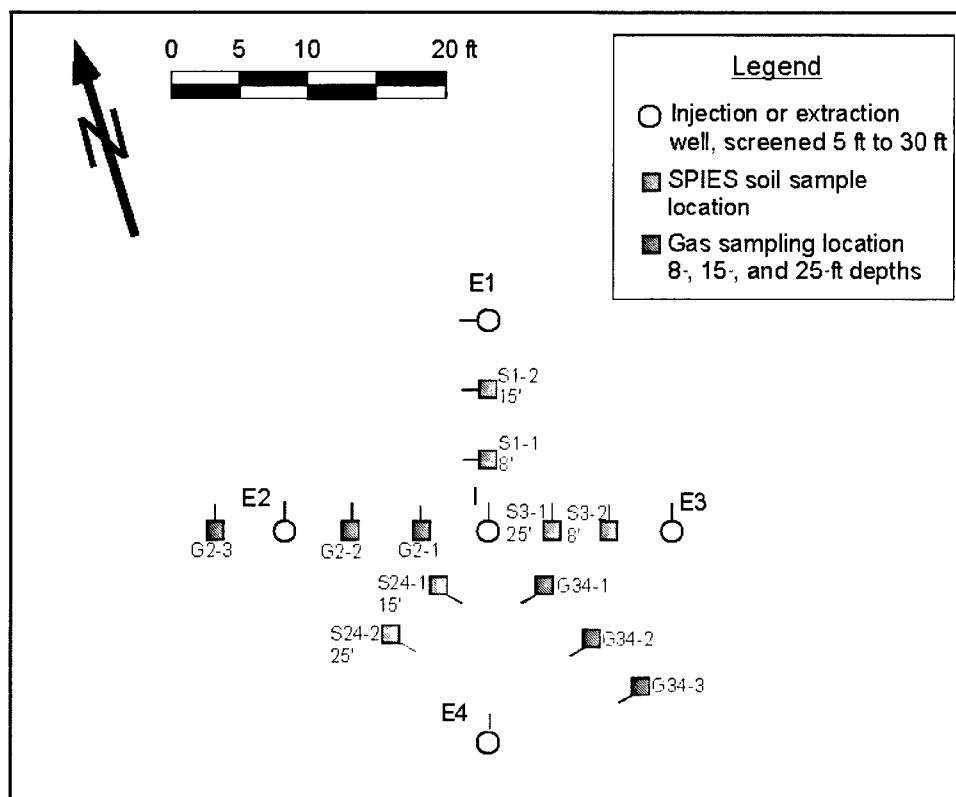 0 5 10 20 ft
Legend
Injection or extraction
well, screened 5 ft to 30 ft
SPIES soil sample
location
Gas sampling location
8-, 15-, and 25-ft depths
N
E1
S1-2
15'
S1-1
8'
E2
I
S3-1
25'
S3-2
8'
E3
G2-3
G2-2
G2-1
S24-1
15'
G34-1
S24-2
25'
G34-2
G34-3
E4